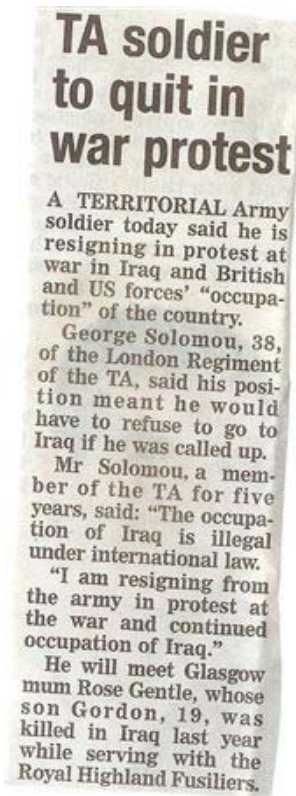 TA soldier
to quit in
war protest
A TERRITORIAL Army
soldier today said he is
resigning in protest at
war in Iraq and British
and US forces' “occupa-
tion” of the country.
George Solomou, 38,
of the London Regiment
of the TA, said his posi-
tion meant he would
have to refuse to go to
Iraq if he was called up.
Mr Solomou, a mem-
ber of the TA for five
years, said: “The occupa-
tion of Iraq is illegal
under international law.
“I am resigning from
the army in protest at
the war and continued
occupation of Iraq.”
He will meet Glasgow
mum Rose Gentle, whose
son Gordon, 19, was
killed in Iraq last year
while serving with the
Royal Highland Fusiliers.